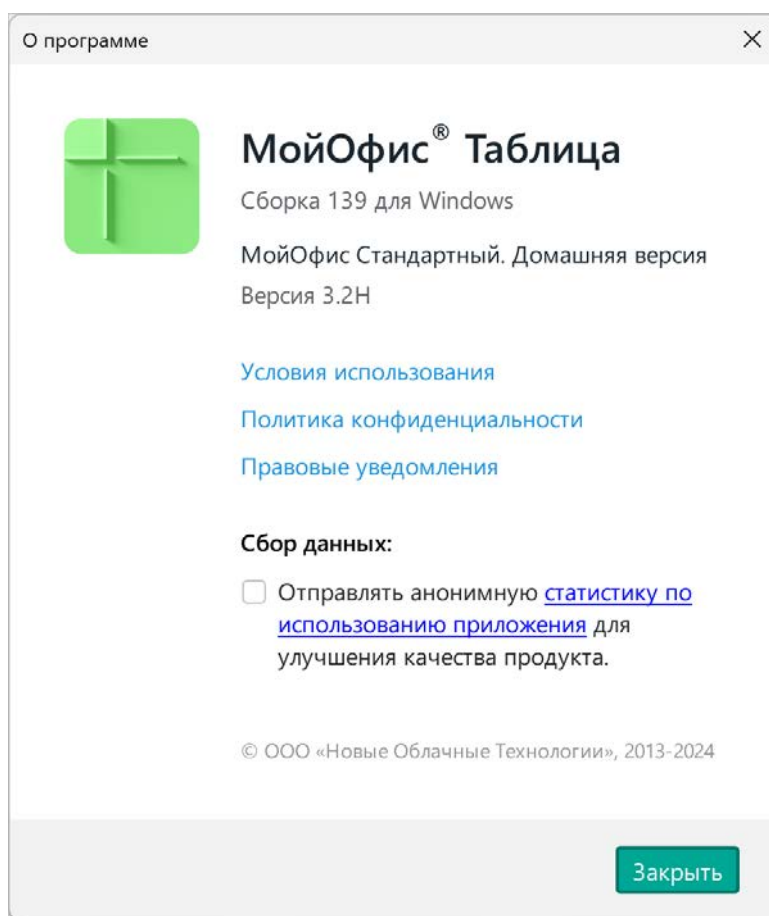 О программе
МойОфис® Таблица
Сборка 139 для Windows
МойОфис Стандартный. Домашняя версия
Версия 3.2H
Условия использования
Политика конфиденциальности
Правовые уведомления
Сбор данных:
Отправлять анонимную статистику по
использованию приложения для
улучшения качества продукта.
© ООО «Новые Облачные Технологии», 2013-2024
Закрыть